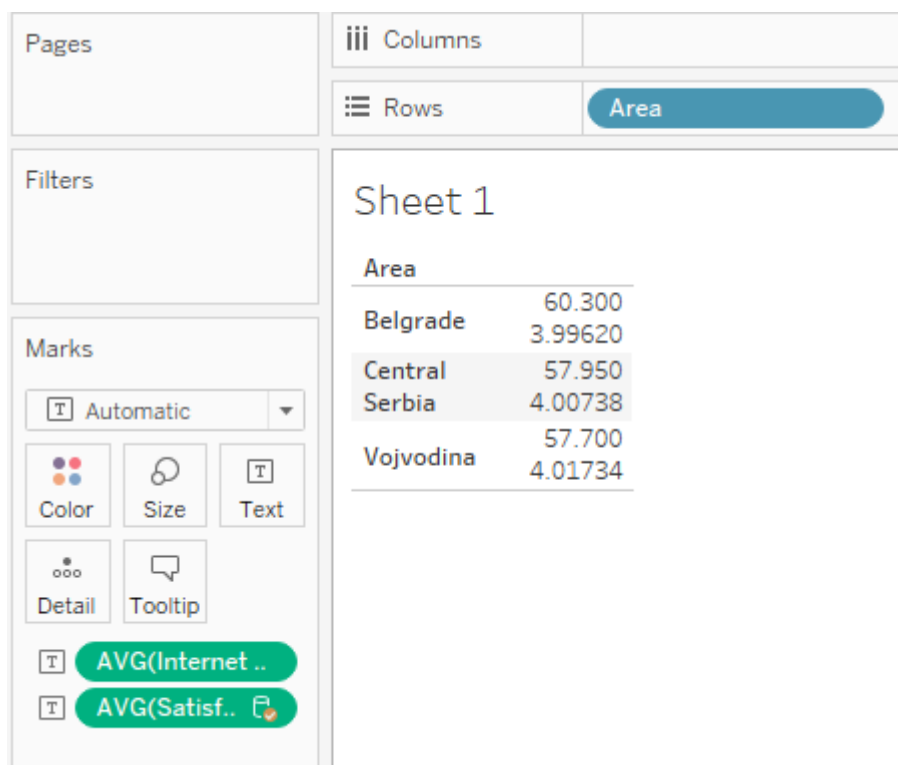 Pages
Columns
Rows
Area
Filters
Sheet 1
Area
Belgrade
60.300
3.99620
Central
Serbia
57.950
4.00738
Vojvodina
57.700
4.01734
Marks
T Automatic
Color
Size
T
Text
Detail
Tooltip
T AVG(Internet ..
T AVG(Satisf..